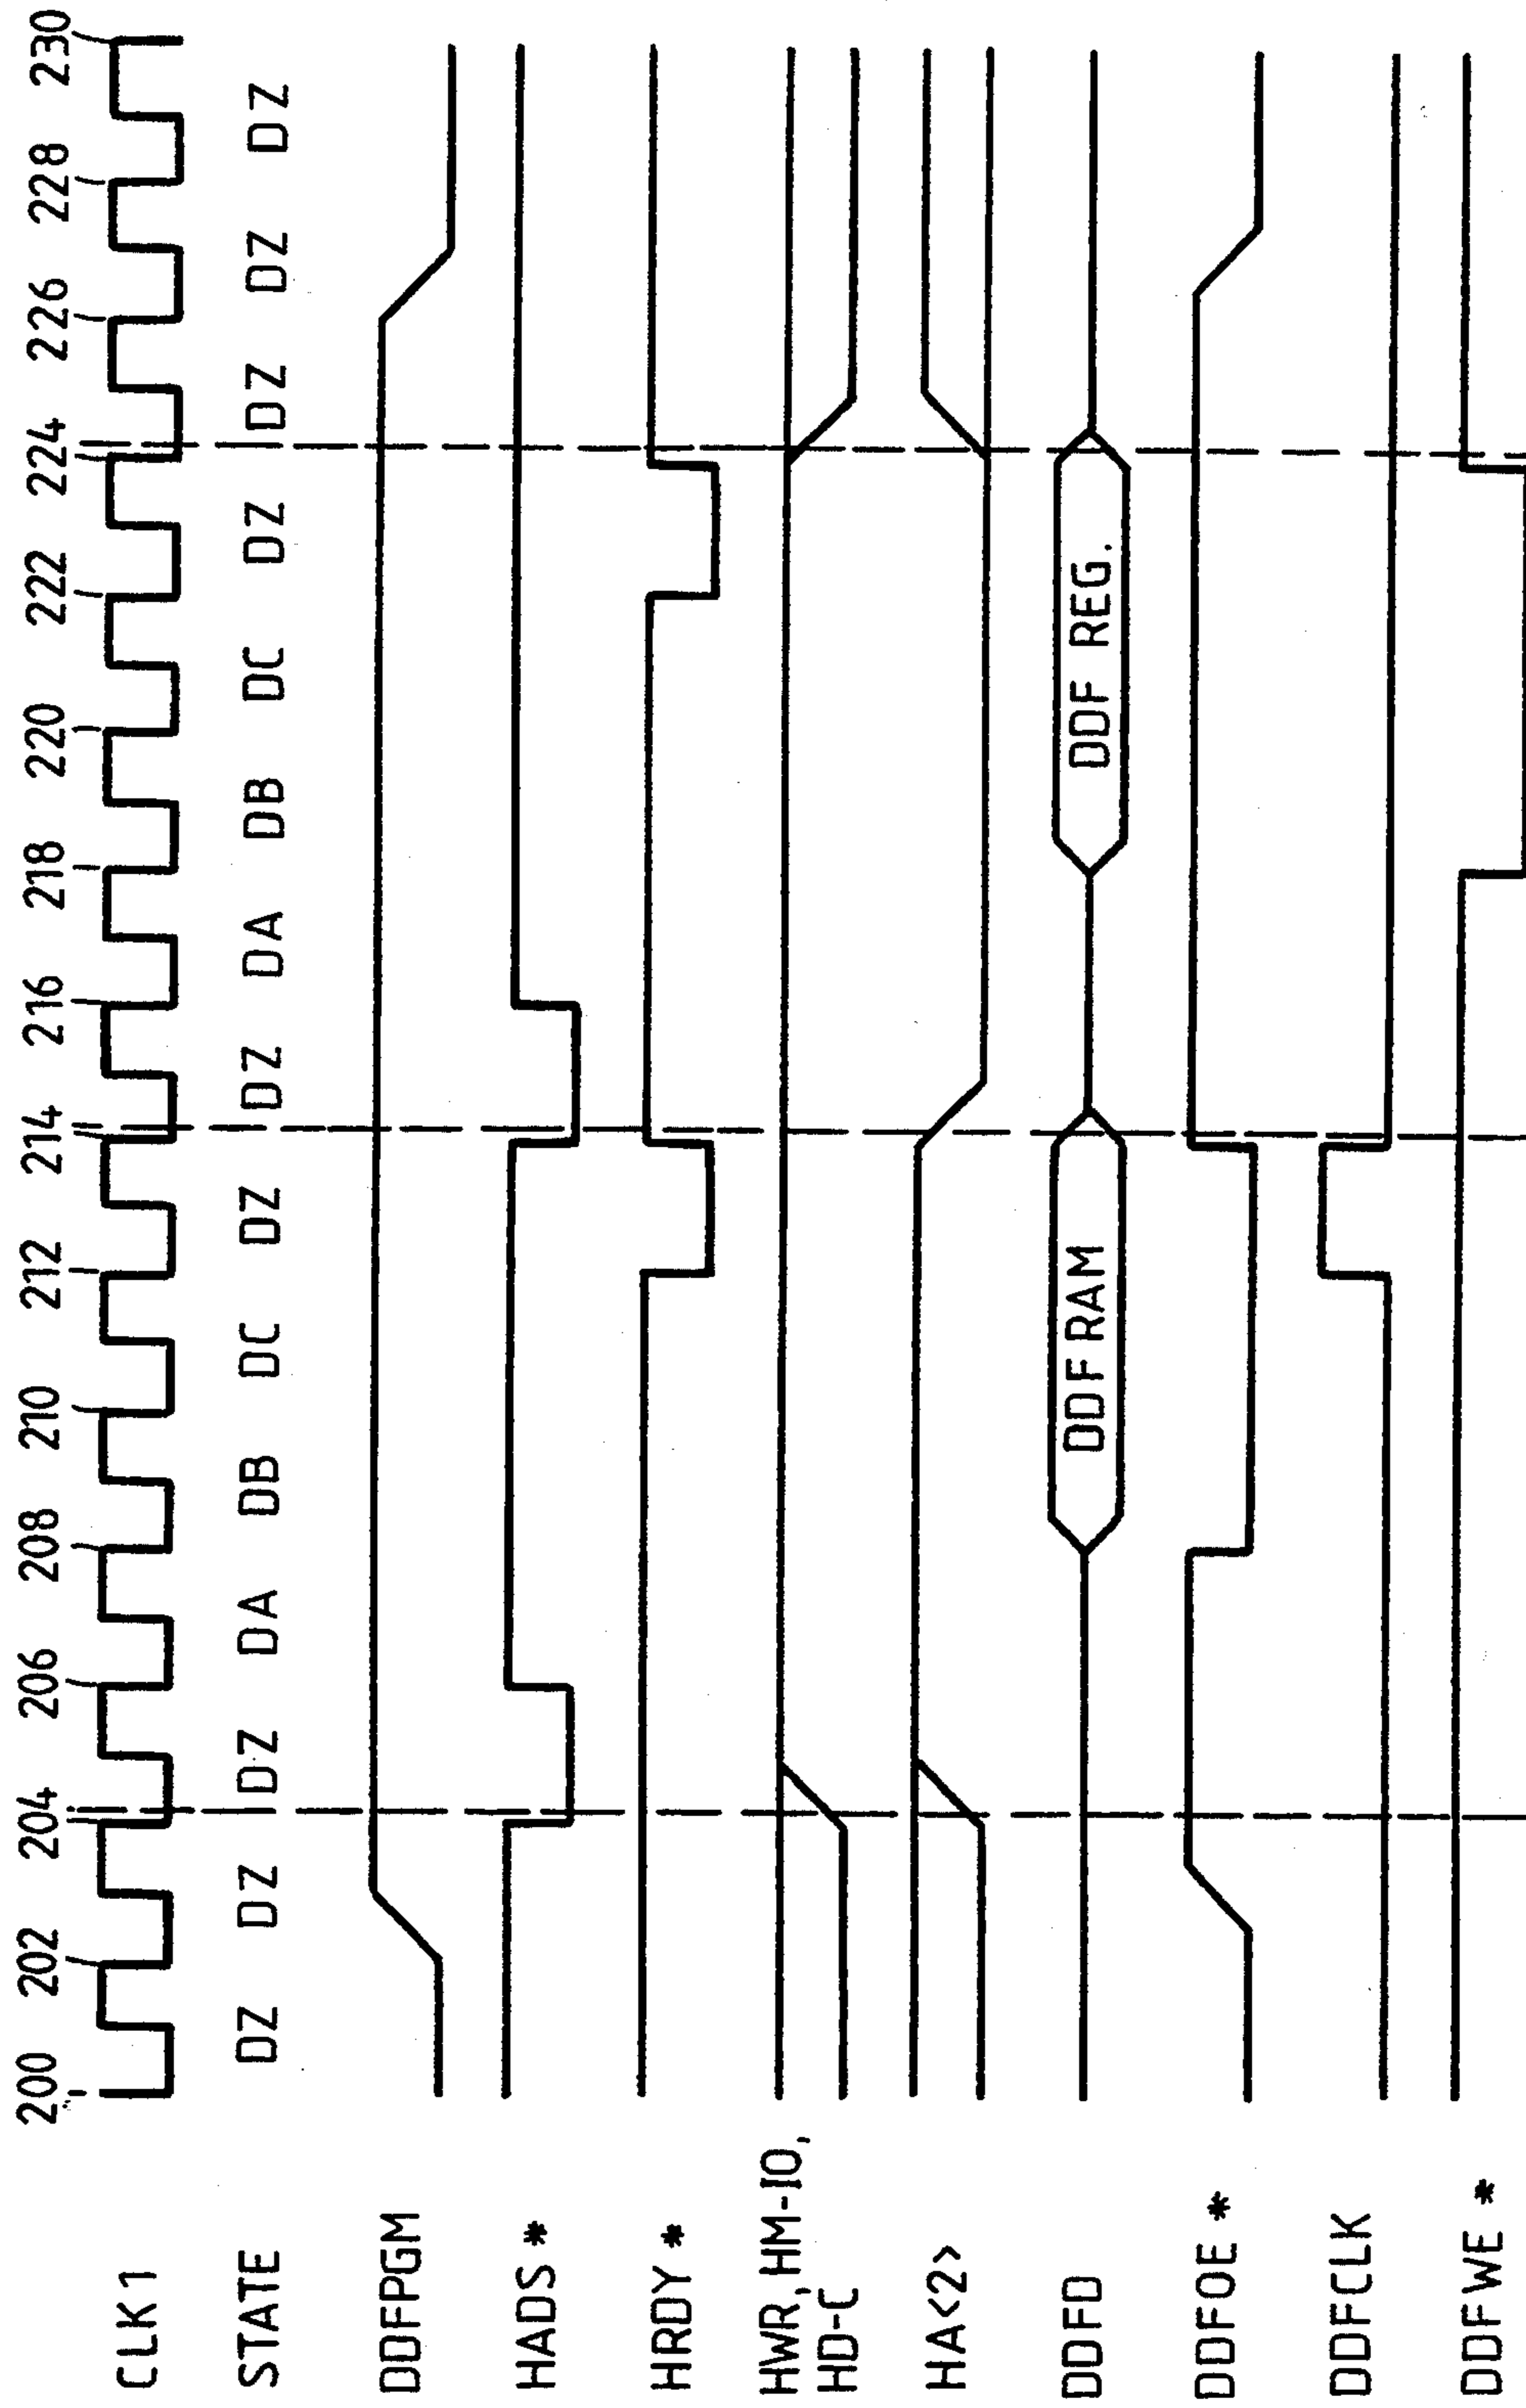 200 202 204 206 208 210 212 214 216 218 220 222 224 226 228 230
CLK1
STATE DZ DZ DZ DA DB DC DZ DZ DA DB DC DZ DZ DZ DZ
DDFPGM
HADS *
HRDY *
HWR, HM-IO,
HD-C
HA<2>
DDFD DDF RAM DDF REG.
DDFOE *
DDFCLK
DDFWE *